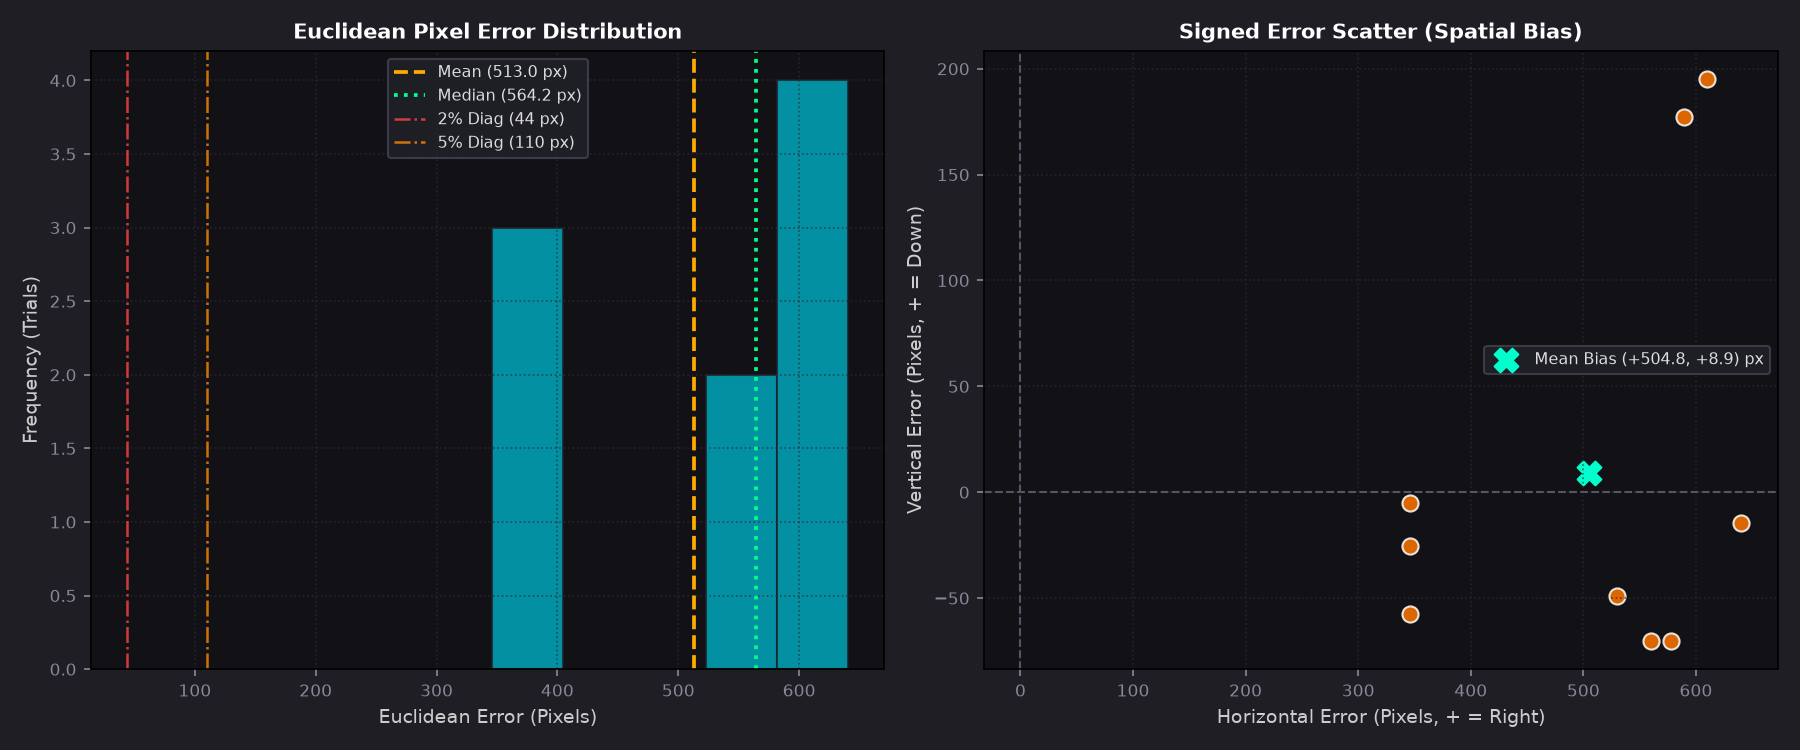 Euclidean Pixel Error Distribution
Mean (513.0 px)
Median (564.2 px)
2% Diag (44 px)
5% Diag (110 px)
Frequency (Trials)
4.0
3.5
3.0
2.5
2.0
1.5
1.0
0.5
0.0
100 200 300 400 500 600
Euclidean Error (Pixels)
Signed Error Scatter (Spatial Bias)
Vertical Error (Pixels, + = Down)
200
150
100
50
0
−50
Mean Bias (+504.8, +8.9) px
0 100 200 300 400 500 600
Horizontal Error (Pixels, + = Right)